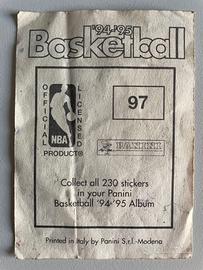 '94-'95
Basketball
OFFICIAL
LICENSED
NBA
PRODUCT®
97
PANINI
Collect all 230 stickers
in your Panini
Basketball '94-'95 Album
Printed in Italy by Panini S.r.l.-Modena